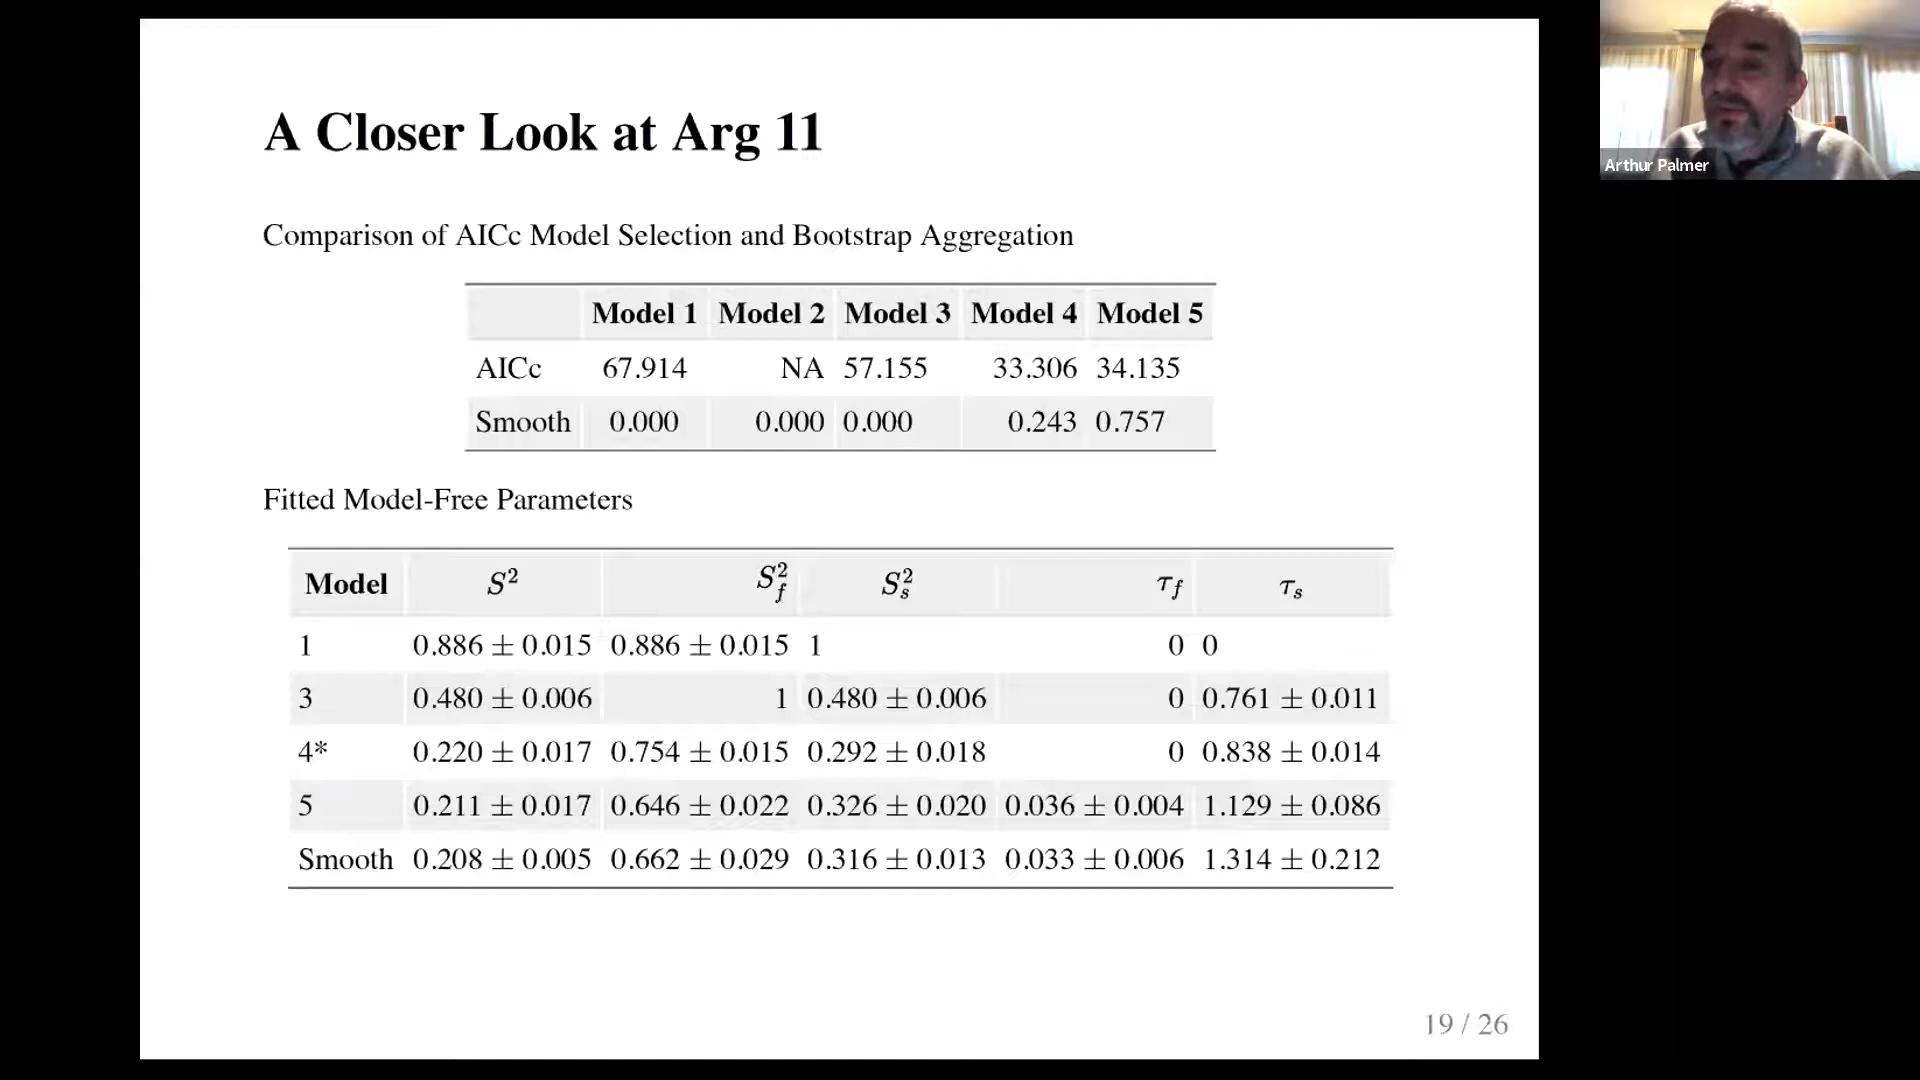 A Closer Look at Arg 11
Arthur Palmer
Comparison of AICc Model Selection and Bootstrap Aggregation
Model 1 Model 2 Model 3 Model 4 Model 5
AICc 67.914 NA 57.155 33.306 34.135
Smooth 0.000 0.000 0.000 0.243 0.757
Fitted Model-Free Parameters
Model S² S²_f S²_s τ_f τ_s
1 0.886 ± 0.015 0.886 ± 0.015 1 0 0
3 0.480 ± 0.006 1 0.480 ± 0.006 0 0.761 ± 0.011
4* 0.220 ± 0.017 0.754 ± 0.015 0.292 ± 0.018 0 0.838 ± 0.014
5 0.211 ± 0.017 0.646 ± 0.022 0.326 ± 0.020 0.036 ± 0.004 1.129 ± 0.086
Smooth 0.208 ± 0.005 0.662 ± 0.029 0.316 ± 0.013 0.033 ± 0.006 1.314 ± 0.212
19 / 26